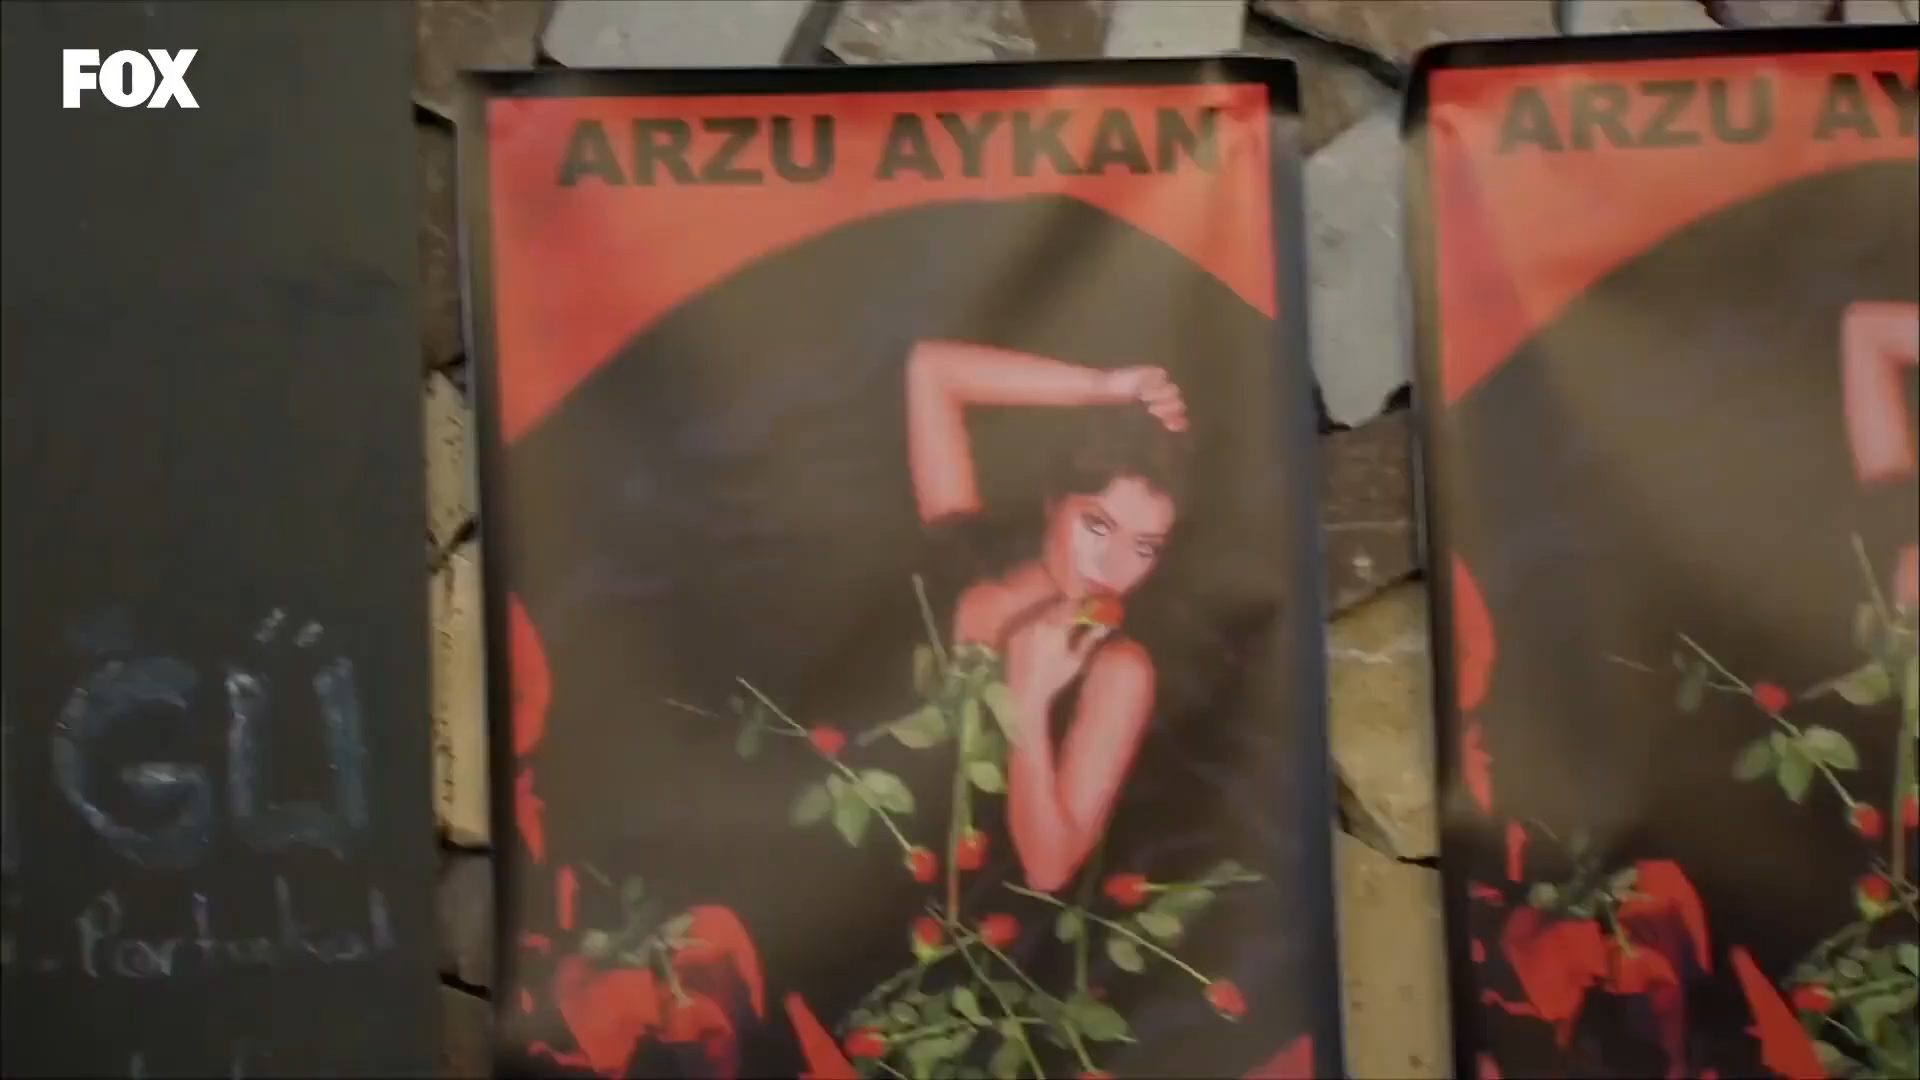 FOX
ARZU AYKAN
ARZU AY
GÜ
Portakal